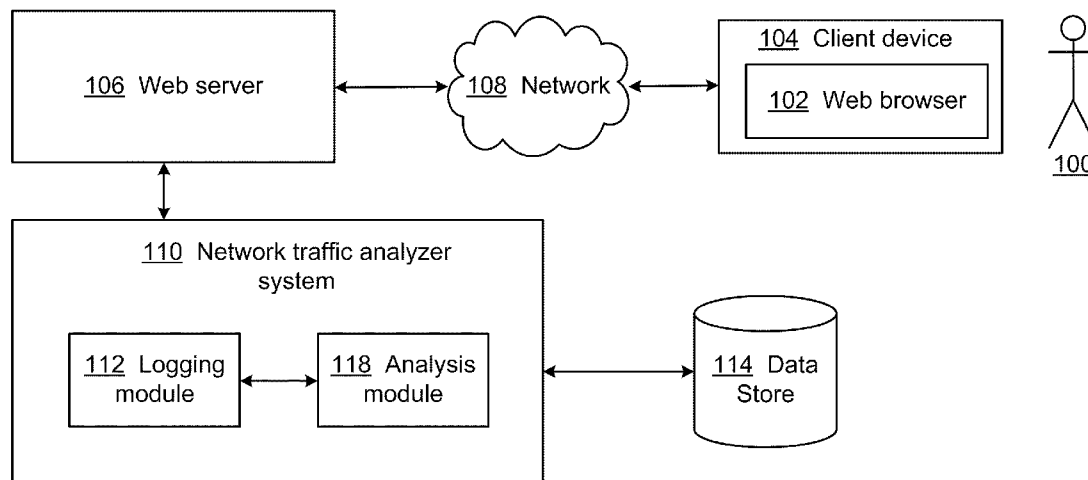 106 Web server
108 Network
104 Client device
102 Web browser
100
110 Network traffic analyzer
system
112 Logging
module
118 Analysis
module
114 Data
Store